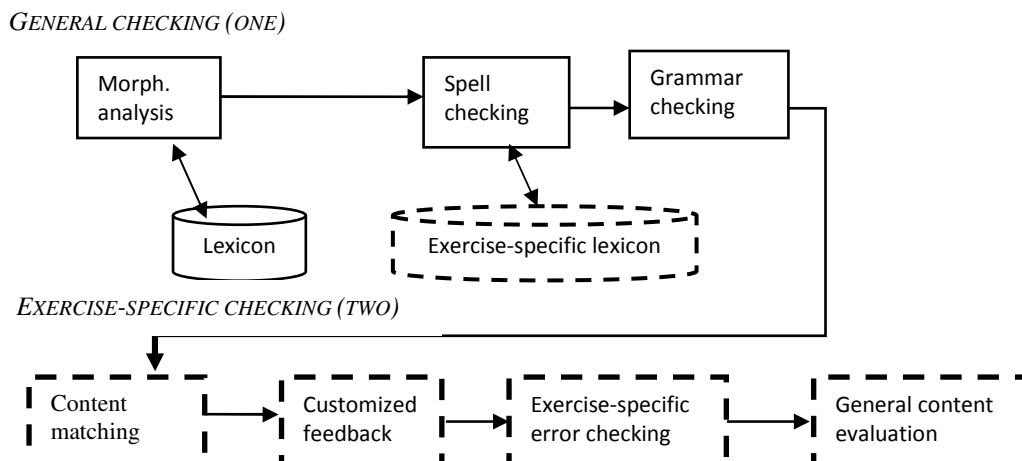 GENERAL CHECKING (ONE)
Morph.
analysis
Spell
checking
Grammar
checking
Lexicon
Exercise-specific lexicon
EXERCISE-SPECIFIC CHECKING (TWO)
Content
matching
Customized
feedback
Exercise-specific
error checking
General content
evaluation